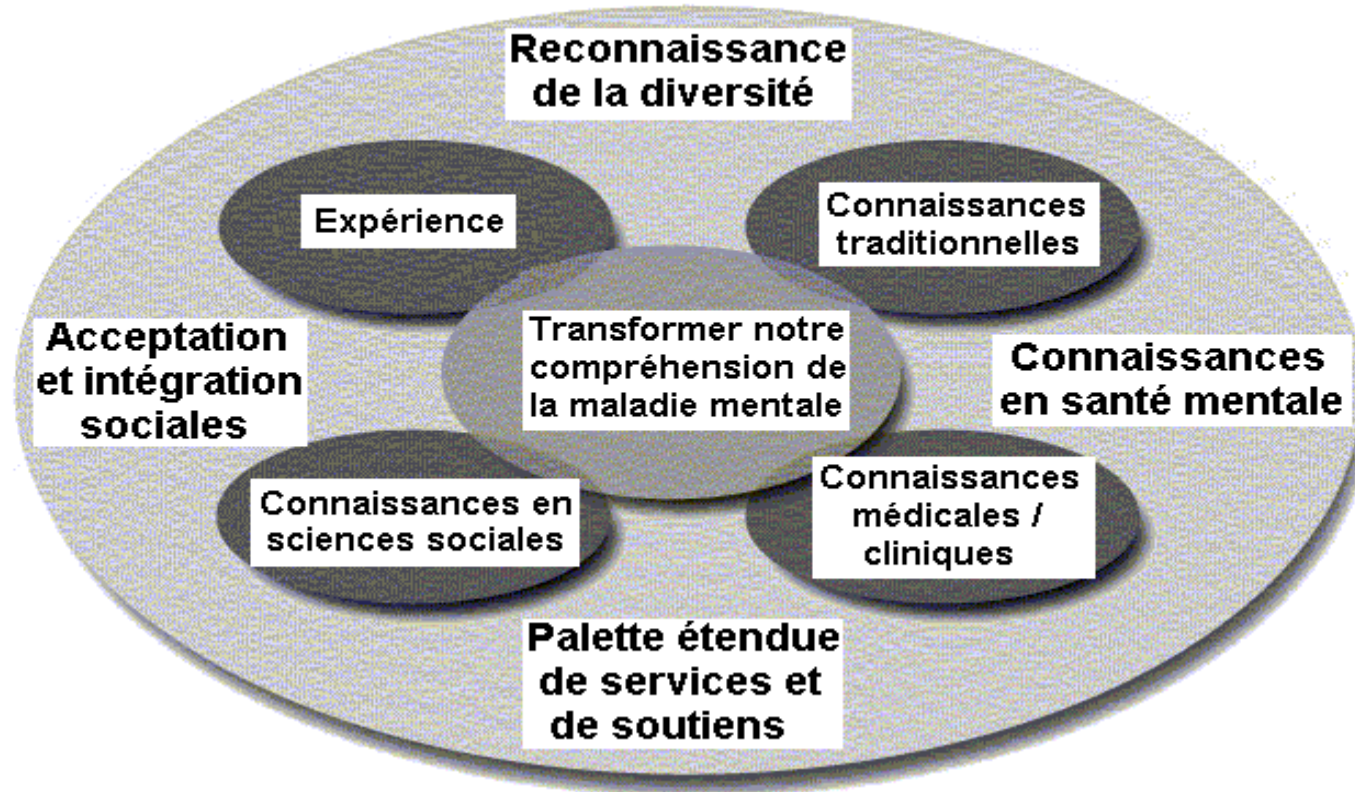 Reconnaissance
de la diversité
Expérience
Connaissances
traditionnelles
Acceptation
et intégration
sociales
Transformer notre
compréhension de
la maladie mentale
Connaissances
en santé mentale
Connaissances en
sciences sociales
Connaissances
médicales /
cliniques
Palette étendue
de services et
de soutiens